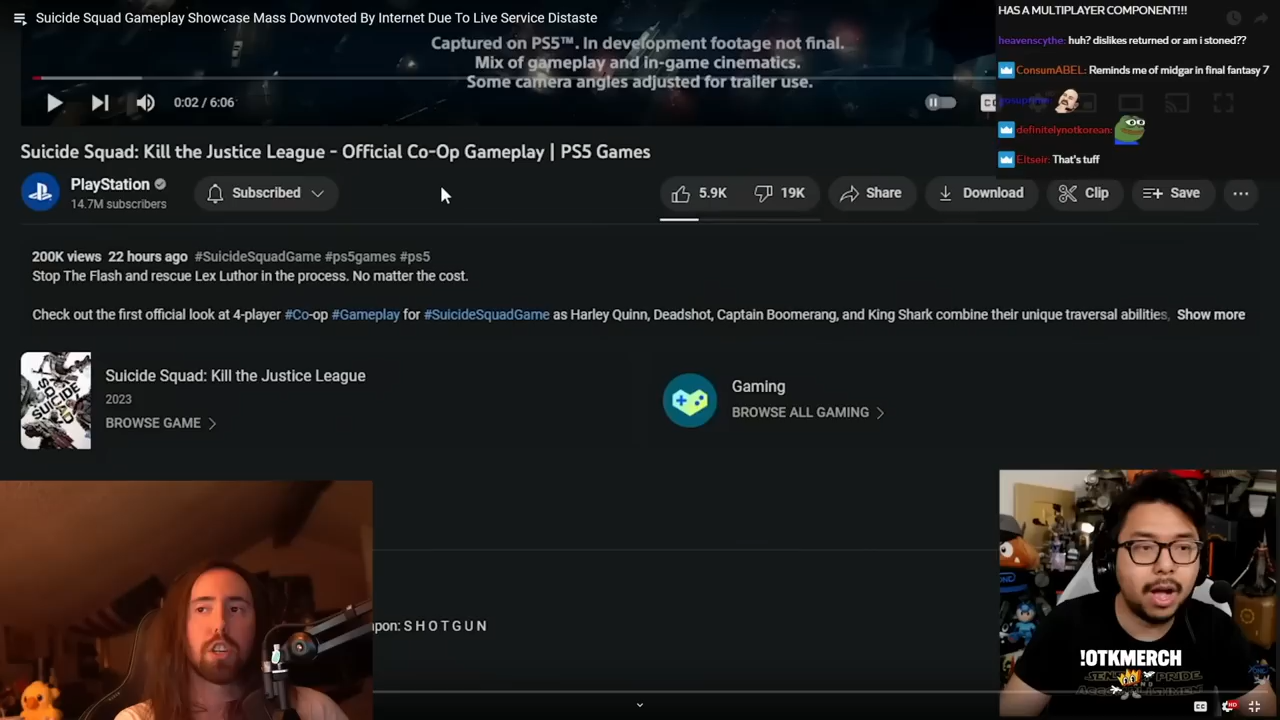 Suicide Squad Gameplay Showcase Mass Downvoted By Internet Due To Live Service Distaste
HAS A MULTIPLAYER COMPONENT!!!
heavenscythe: huh? dislikes returned or am i stoned??
ConsumABEL: Reminds me of midgar in final fantasy 7
definitelynotkorean:
Eltseir: That's tuff
Captured on PS5™. In development footage not final.
Mix of gameplay and in-game cinematics.
Some camera angles adjusted for trailer use.
0:02 / 6:06
Suicide Squad: Kill the Justice League - Official Co-Op Gameplay | PS5 Games
PlayStation
14.7M subscribers
Subscribed
5.9K
19K
Share
Download
Clip
Save
200K views 22 hours ago #SuicideSquadGame #ps5games #ps5
Stop The Flash and rescue Lex Luthor in the process. No matter the cost.
Check out the first official look at 4-player #Co-op #Gameplay for #SuicideSquadGame as Harley Quinn, Deadshot, Captain Boomerang, and King Shark combine their unique traversal abilities, Show more
SUICIDE
Suicide Squad: Kill the Justice League
2023
BROWSE GAME
Gaming
BROWSE ALL GAMING
apon: S H O T G U N
!OTKMERCH
PRIDE
CC
HD